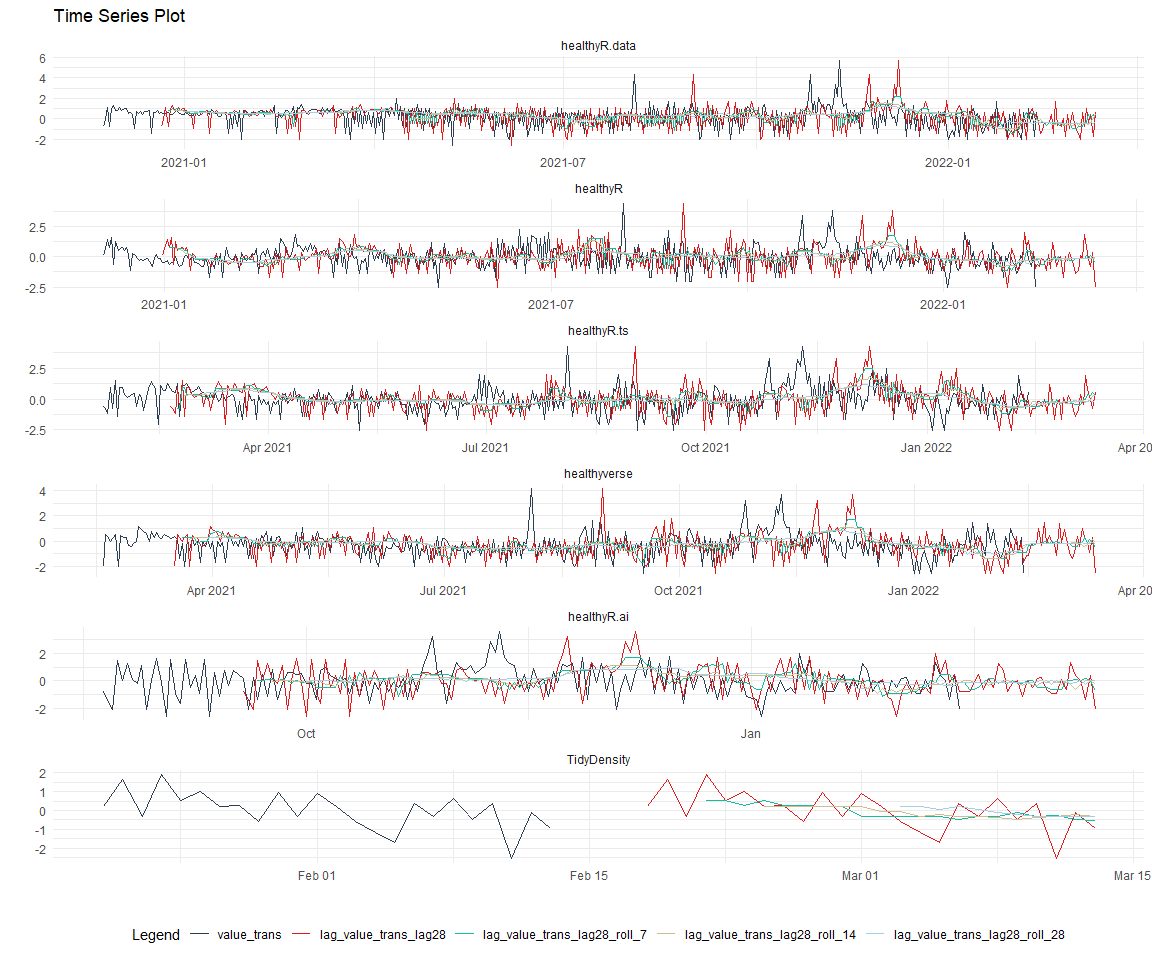 Time Series Plot
healthyR.data
6
4
2
0
-2
2021-01 2021-07 2022-01
healthyR
2.5
0.0
-2.5
2021-01 2021-07 2022-01
healthyR.ts
2.5
0.0
-2.5
Apr 2021 Jul 2021 Oct 2021 Jan 2022 Apr 20
healthyverse
4
2
0
-2
Apr 2021 Jul 2021 Oct 2021 Jan 2022 Apr 20
healthyR.ai
2
0
-2
Oct Jan
TidyDensity
2
1
0
-1
-2
Feb 01 Feb 15 Mar 01 Mar 15
Legend value_trans lag_value_trans_lag28 lag_value_trans_lag28_roll_7 lag_value_trans_lag28_roll_14 lag_value_trans_lag28_roll_28